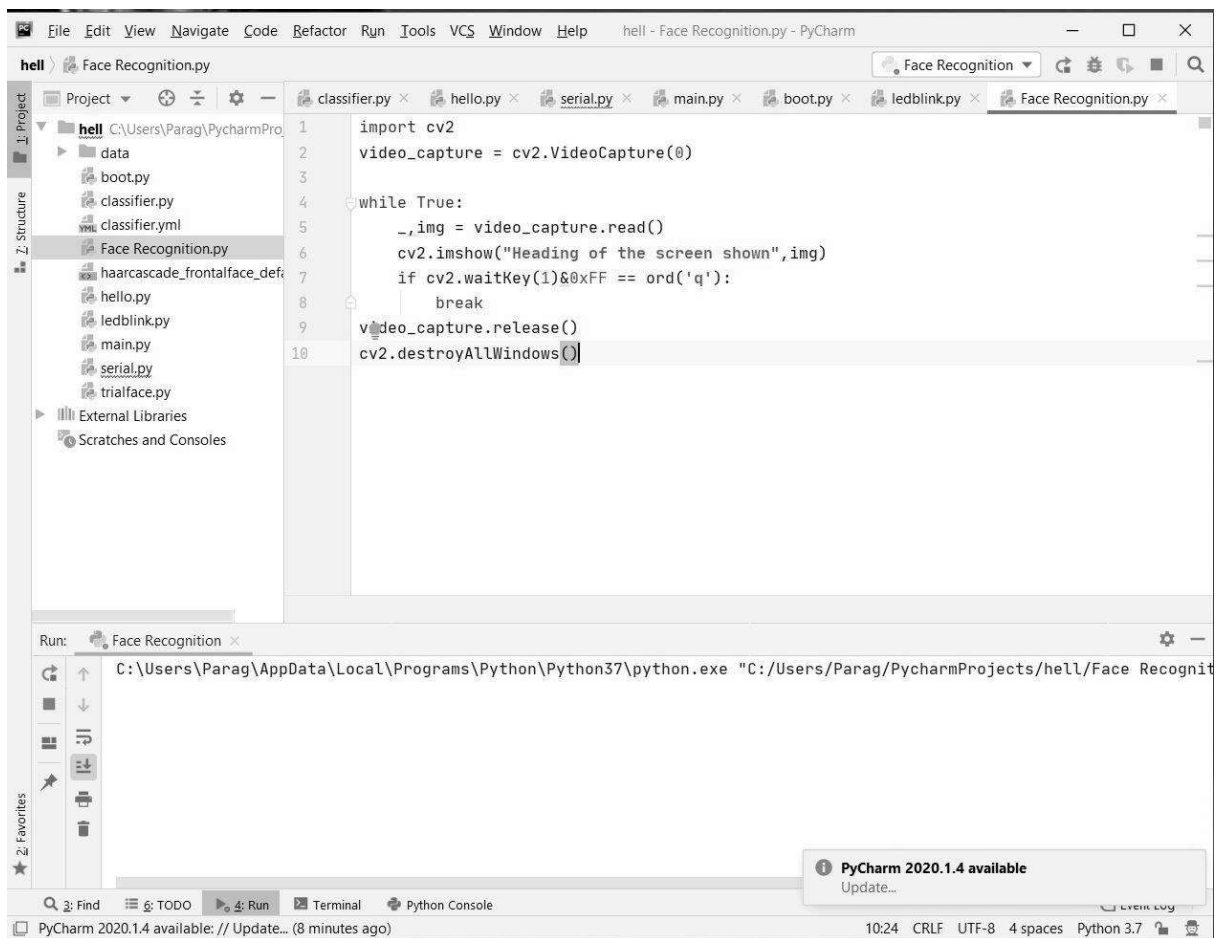 PC File Edit View Navigate Code Refactor Run Tools VCS Window Help hell - Face Recognition.py - PyCharm
hell Face Recognition.py Face Recognition
1: Project
Project
classifier.py hello.py serial.py main.py boot.py ledblink.py Face Recognition.py
hell C:\Users\Parag\PycharmPro
data
boot.py
classifier.py
classifier.yml
Face Recognition.py
haarcascade_frontalface_defa
hello.py
ledblink.py
main.py
serial.py
trialface.py
External Libraries
Scratches and Consoles
7: Structure
1 import cv2
2 video_capture = cv2.VideoCapture(0)
3
4 while True:
5 _,img = video_capture.read()
6 cv2.imshow("Heading of the screen shown",img)
7 if cv2.waitKey(1)&0xFF == ord('q'):
8 break
9 video_capture.release()
10 cv2.destroyAllWindows()
Run: Face Recognition
C:\Users\Parag\AppData\Local\Programs\Python\Python37\python.exe "C:/Users/Parag/PycharmProjects/hell/Face Recognit
2: Favorites
PyCharm 2020.1.4 available
Update...
3: Find 6: TODO 4: Run Terminal Python Console Event Log
PyCharm 2020.1.4 available: // Update... (8 minutes ago) 10:24 CRLF UTF-8 4 spaces Python 3.7